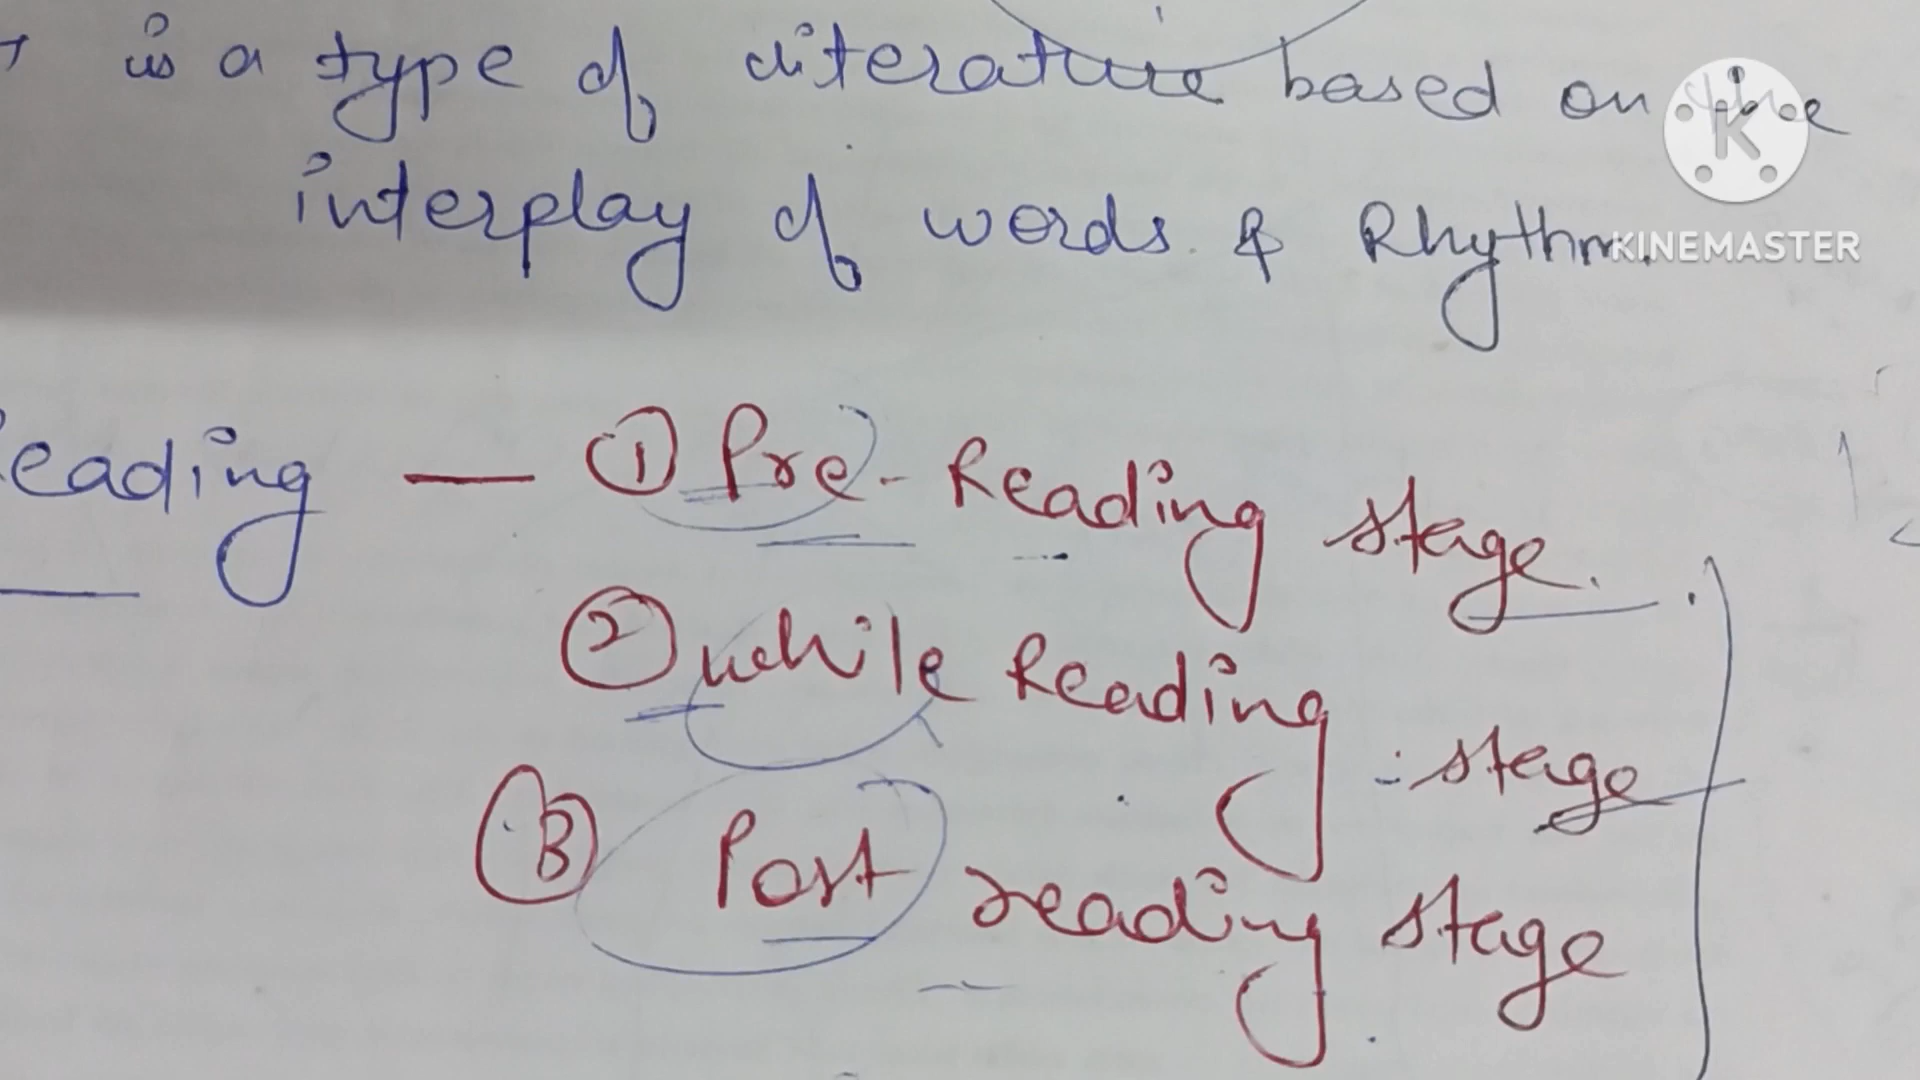 is a type of literature based on the
interplay of words & Rhythm.
KINEMASTER
Reading — ① Pre-Reading stage.
② while Reading - stage
③ Post reading stage